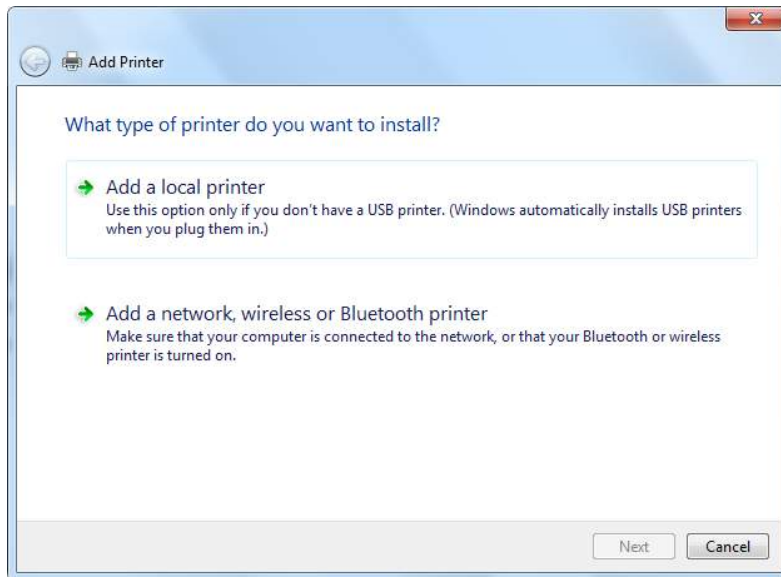 Add Printer
What type of printer do you want to install?
Add a local printer
Use this option only if you don't have a USB printer. (Windows automatically installs USB printers
when you plug them in.)
Add a network, wireless or Bluetooth printer
Make sure that your computer is connected to the network, or that your Bluetooth or wireless
printer is turned on.
Next Cancel